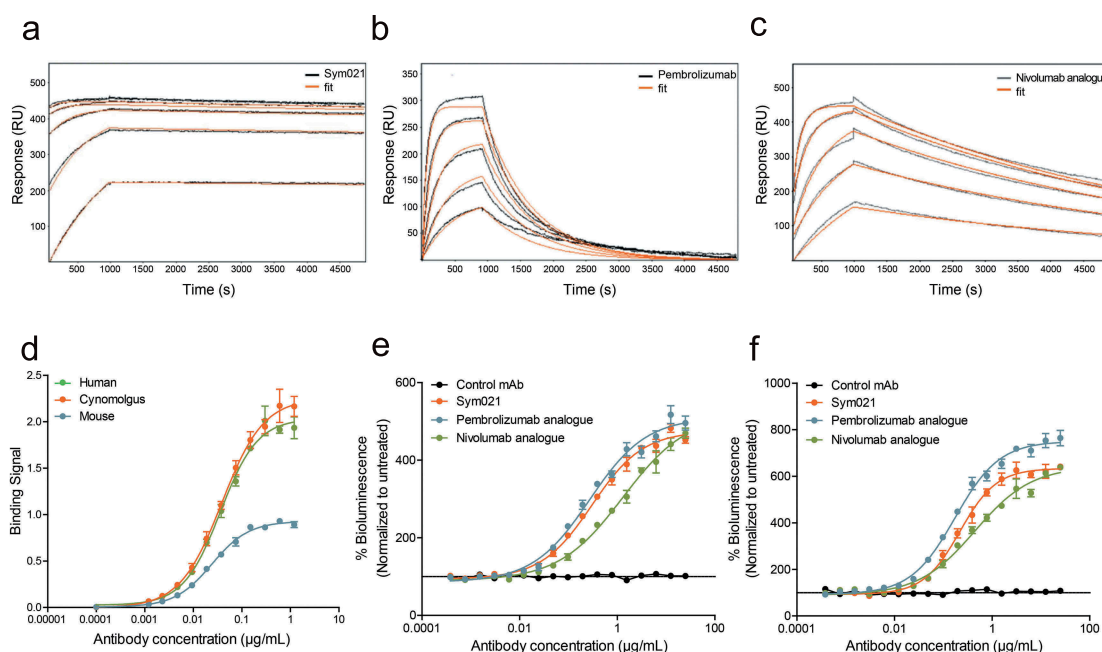 a
Sym021
fit
500
400
300
200
100
Response (RU)
500 1000 1500 2000 2500 3000 3500 4000 4500
Time (s)
b
Pembrolizumab
fit
350
300
250
200
150
100
50
Response (RU)
500 1000 1500 2000 2500 3000 3500 4000 4500
Time (s)
c
Nivolumab analogue
fit
500
400
300
200
100
Response (RU)
500 1000 1500 2000 2500 3000 3500 4000 4500
Time (s)
d
Human
Cynomolgus
Mouse
2.5
2.0
1.5
1.0
0.5
0.0
Binding Signal
0.00001 0.0001 0.001 0.01 0.1 1 10
Antibody concentration (µg/mL)
e
Control mAb
Sym021
Pembrolizumab analogue
Nivolumab analogue
600
400
200
0
% Bioluminescence
(Normalized to untreated)
0.0001 0.01 1 100
Antibody concentration (µg/mL)
f
Control mAb
Sym021
Pembrolizumab analogue
Nivolumab analogue
1000
800
600
400
200
0
% Bioluminescence
(Normalized to untreated)
0.0001 0.01 1 100
Antibody concentration (µg/mL)